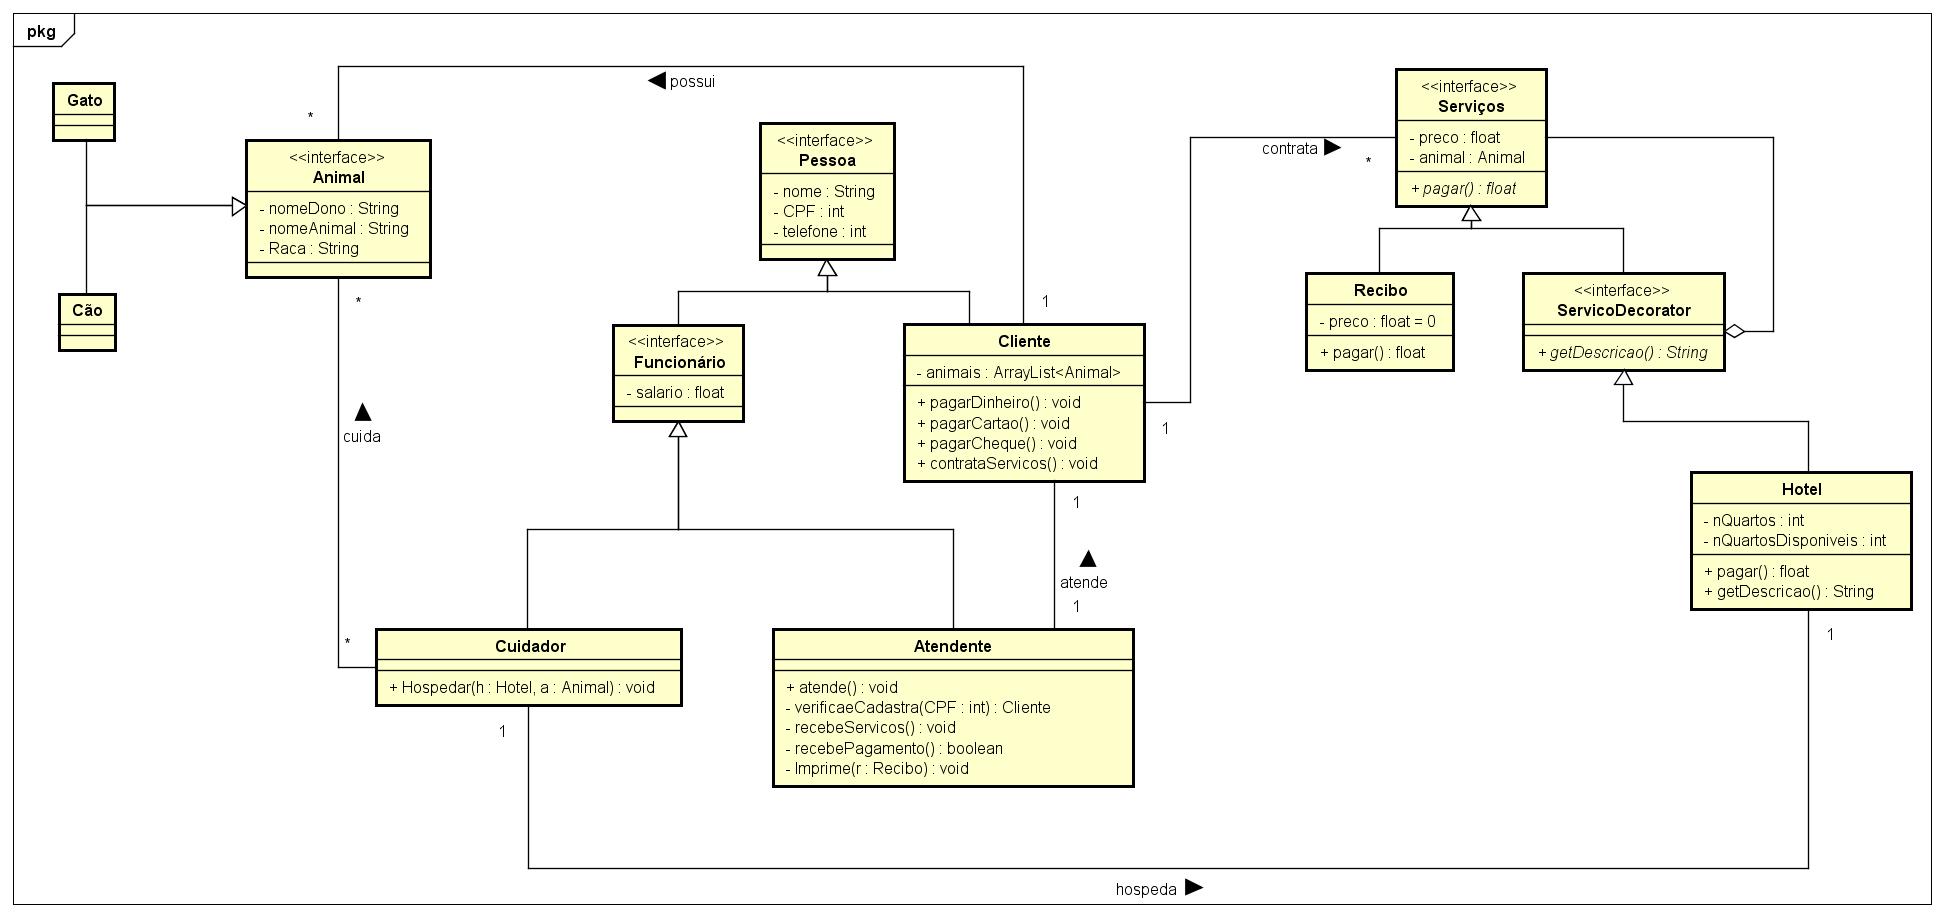 pkg
possui
Gato
*
<<interface>>
Animal
- nomeDono : String
- nomeAnimal : String
- Raca : String
Cão
<<interface>>
Pessoa
- nome : String
- CPF : int
- telefone : int
contrata
*
<<interface>>
Serviços
- preco : float
- animal : Animal
+ pagar() : float
*
1
<<interface>>
Funcionário
- salario : float
Cliente
- animais : ArrayList<Animal>
+ pagarDinheiro() : void
+ pagarCartao() : void
+ pagarCheque() : void
+ contrataServicos() : void
1
Recibo
- preco : float = 0
+ pagar() : float
<<interface>>
ServicoDecorator
+ getDescricao() : String
cuida
1
atende
1
Hotel
- nQuartos : int
- nQuartosDisponiveis : int
+ pagar() : float
+ getDescricao() : String
1
*
Cuidador
+ Hospedar(h : Hotel, a : Animal) : void
1
Atendente
+ atende() : void
- verificaeCadastra(CPF : int) : Cliente
- recebeServicos() : void
- recebePagamento() : boolean
- Imprime(r : Recibo) : void
hospeda